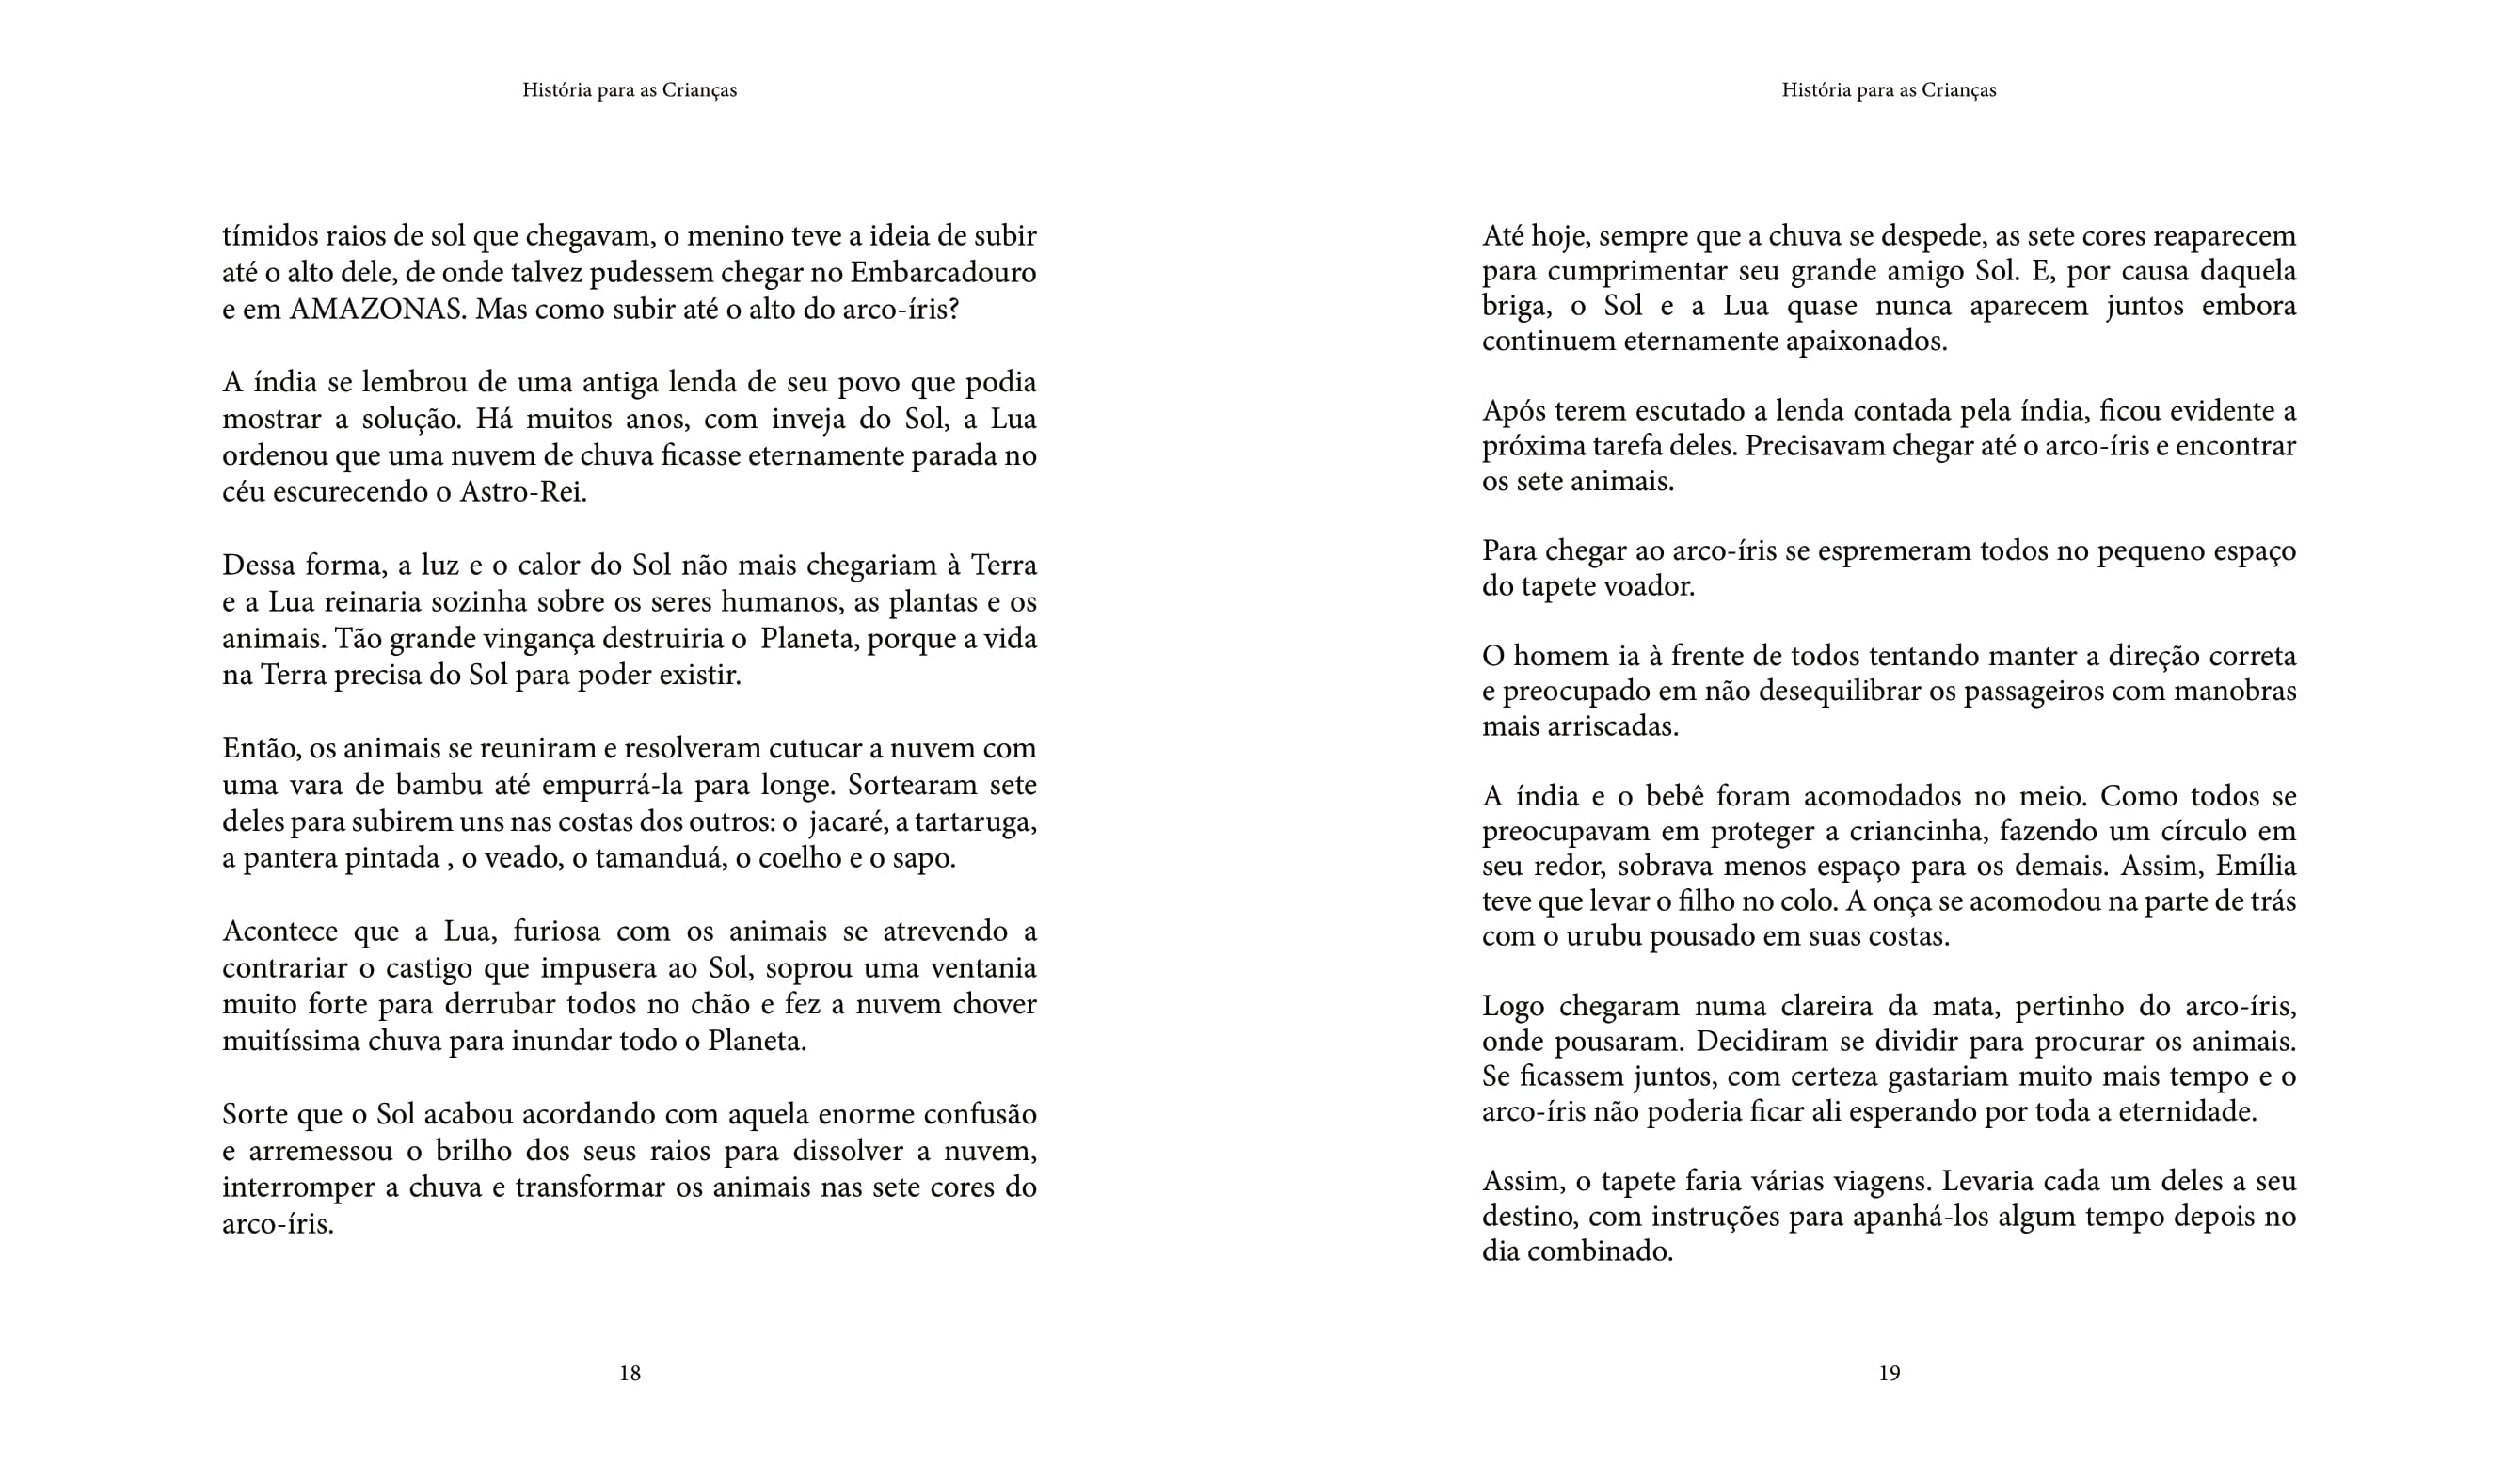 História para as Crianças
tímidos raios de sol que chegavam, o menino teve a ideia de subir
até o alto dele, de onde talvez pudessem chegar no Embarcadouro
e em AMAZONAS. Mas como subir até o alto do arco-íris?
A índia se lembrou de uma antiga lenda de seu povo que podia
mostrar a solução. Há muitos anos, com inveja do Sol, a Lua
ordenou que uma nuvem de chuva ficasse eternamente parada no
céu escurecendo o Astro-Rei.
Dessa forma, a luz e o calor do Sol não mais chegariam à Terra
e a Lua reinaria sozinha sobre os seres humanos, as plantas e os
animais. Tão grande vingança destruiria o  Planeta, porque a vida
na Terra precisa do Sol para poder existir.
Então, os animais se reuniram e resolveram cutucar a nuvem com
uma vara de bambu até empurrá-la para longe. Sortearam sete
deles para subirem uns nas costas dos outros: o  jacaré, a tartaruga,
a pantera pintada , o veado, o tamanduá, o coelho e o sapo.
Acontece que a Lua, furiosa com os animais se atrevendo a
contrariar o castigo que impusera ao Sol, soprou uma ventania
muito forte para derrubar todos no chão e fez a nuvem chover
muitíssima chuva para inundar todo o Planeta.
Sorte que o Sol acabou acordando com aquela enorme confusão
e arremessou o brilho dos seus raios para dissolver a nuvem,
interromper a chuva e transformar os animais nas sete cores do
arco-íris.
18
História para as Crianças
Até hoje, sempre que a chuva se despede, as sete cores reaparecem
para cumprimentar seu grande amigo Sol. E, por causa daquela
briga, o Sol e a Lua quase nunca aparecem juntos embora
continuem eternamente apaixonados.
Após terem escutado a lenda contada pela índia, ficou evidente a
próxima tarefa deles. Precisavam chegar até o arco-íris e encontrar
os sete animais.
Para chegar ao arco-íris se espremeram todos no pequeno espaço
do tapete voador.
O homem ia à frente de todos tentando manter a direção correta
e preocupado em não desequilibrar os passageiros com manobras
mais arriscadas.
A índia e o bebê foram acomodados no meio. Como todos se
preocupavam em proteger a criancinha, fazendo um círculo em
seu redor, sobrava menos espaço para os demais. Assim, Emília
teve que levar o filho no colo. A onça se acomodou na parte de trás
com o urubu pousado em suas costas.
Logo chegaram numa clareira da mata, pertinho do arco-íris,
onde pousaram. Decidiram se dividir para procurar os animais.
Se ficassem juntos, com certeza gastariam muito mais tempo e o
arco-íris não poderia ficar ali esperando por toda a eternidade.
Assim, o tapete faria várias viagens. Levaria cada um deles a seu
destino, com instruções para apanhá-los algum tempo depois no
dia combinado.
19